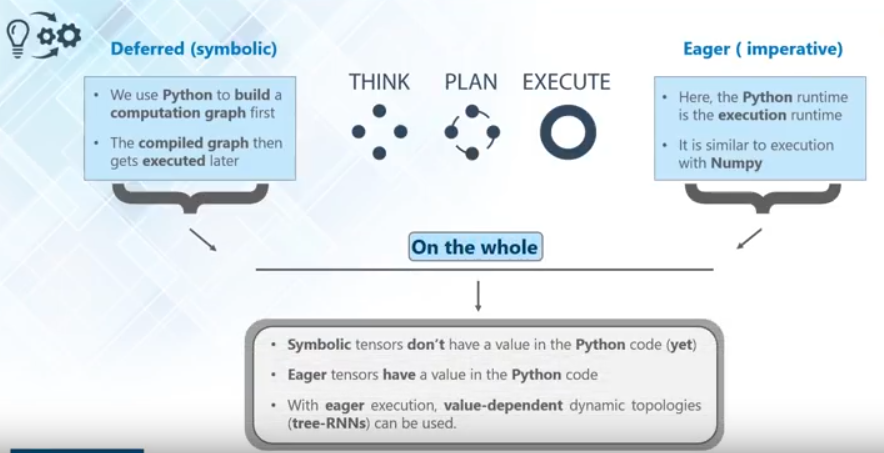 Deferred (symbolic)
• We use Python to build a
computation graph first
• The compiled graph then
gets executed later
THINK PLAN EXECUTE
Eager ( imperative)
• Here, the Python runtime
is the execution runtime
• It is similar to execution
with Numpy
On the whole
• Symbolic tensors don't have a value in the Python code (yet)
• Eager tensors have a value in the Python code
• With eager execution, value-dependent dynamic topologies
(tree-RNNs) can be used.